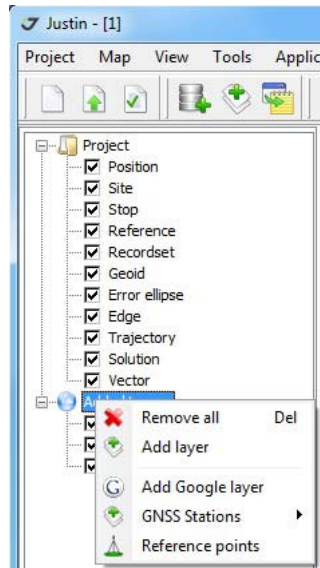 Justin - [1]
Project Map View Tools Applic
Project
Position
Site
Stop
Reference
Recordset
Geoid
Error ellipse
Edge
Trajectory
Solution
Vector
Remove all Del
Add layer
Add Google layer
GNSS Stations
Reference points